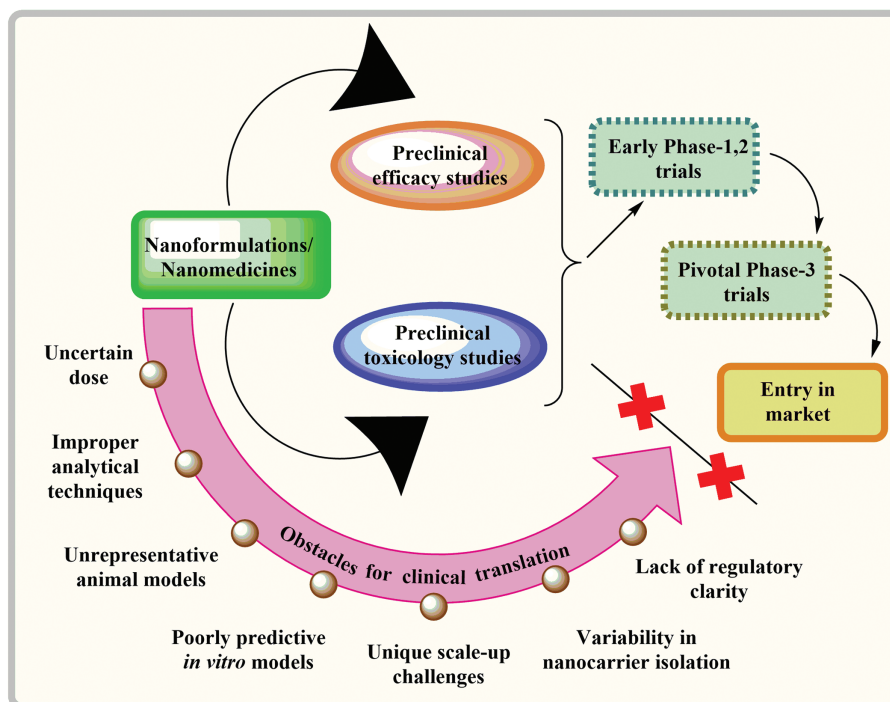 Preclinical
efficacy studies
Early Phase-1,2
trials
Nanoformulations/
Nanomedicines
Pivotal Phase-3
trials
Preclinical
toxicology studies
Entry in
market
Uncertain
dose
Improper
analytical
techniques
Unrepresentative
animal models
Poorly predictive
in vitro models
Unique scale-up
challenges
Variability in
nanocarrier isolation
Lack of regulatory
clarity
Obstacles for clinical translation